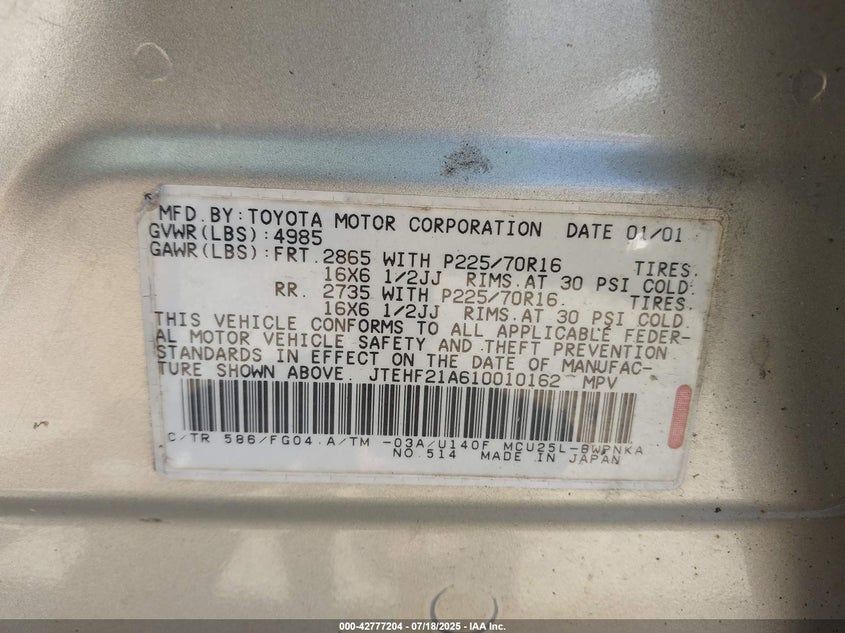 MFD.BY:TOYOTA MOTOR CORPORATION DATE 01/01
GVWR(LBS):4985
GAWR(LBS):FRT.2865 WITH P225/70R16 TIRES.
16X6 1/2JJ RIMS.AT 30 PSI COLD.
RR. 2735 WITH P225/70R16. TIRES.
16X6 1/2JJ RIMS.AT 30 PSI COLD.
THIS VEHICLE CONFORMS TO ALL APPLICABLE FEDER-
AL MOTOR VEHICLE SAFETY AND THEFT PREVENTION
STANDARDS IN EFFECT ON THE DATE OF MANUFAC-
TURE SHOWN ABOVE. JTEHF21A610010162 MPV
C/TR 586/FG04.A/TM -03A/U140F MCU25L-BWPNKA
NO.514 MADE IN JAPAN
000-42777204 - 07/18/2025 - IAA Inc.